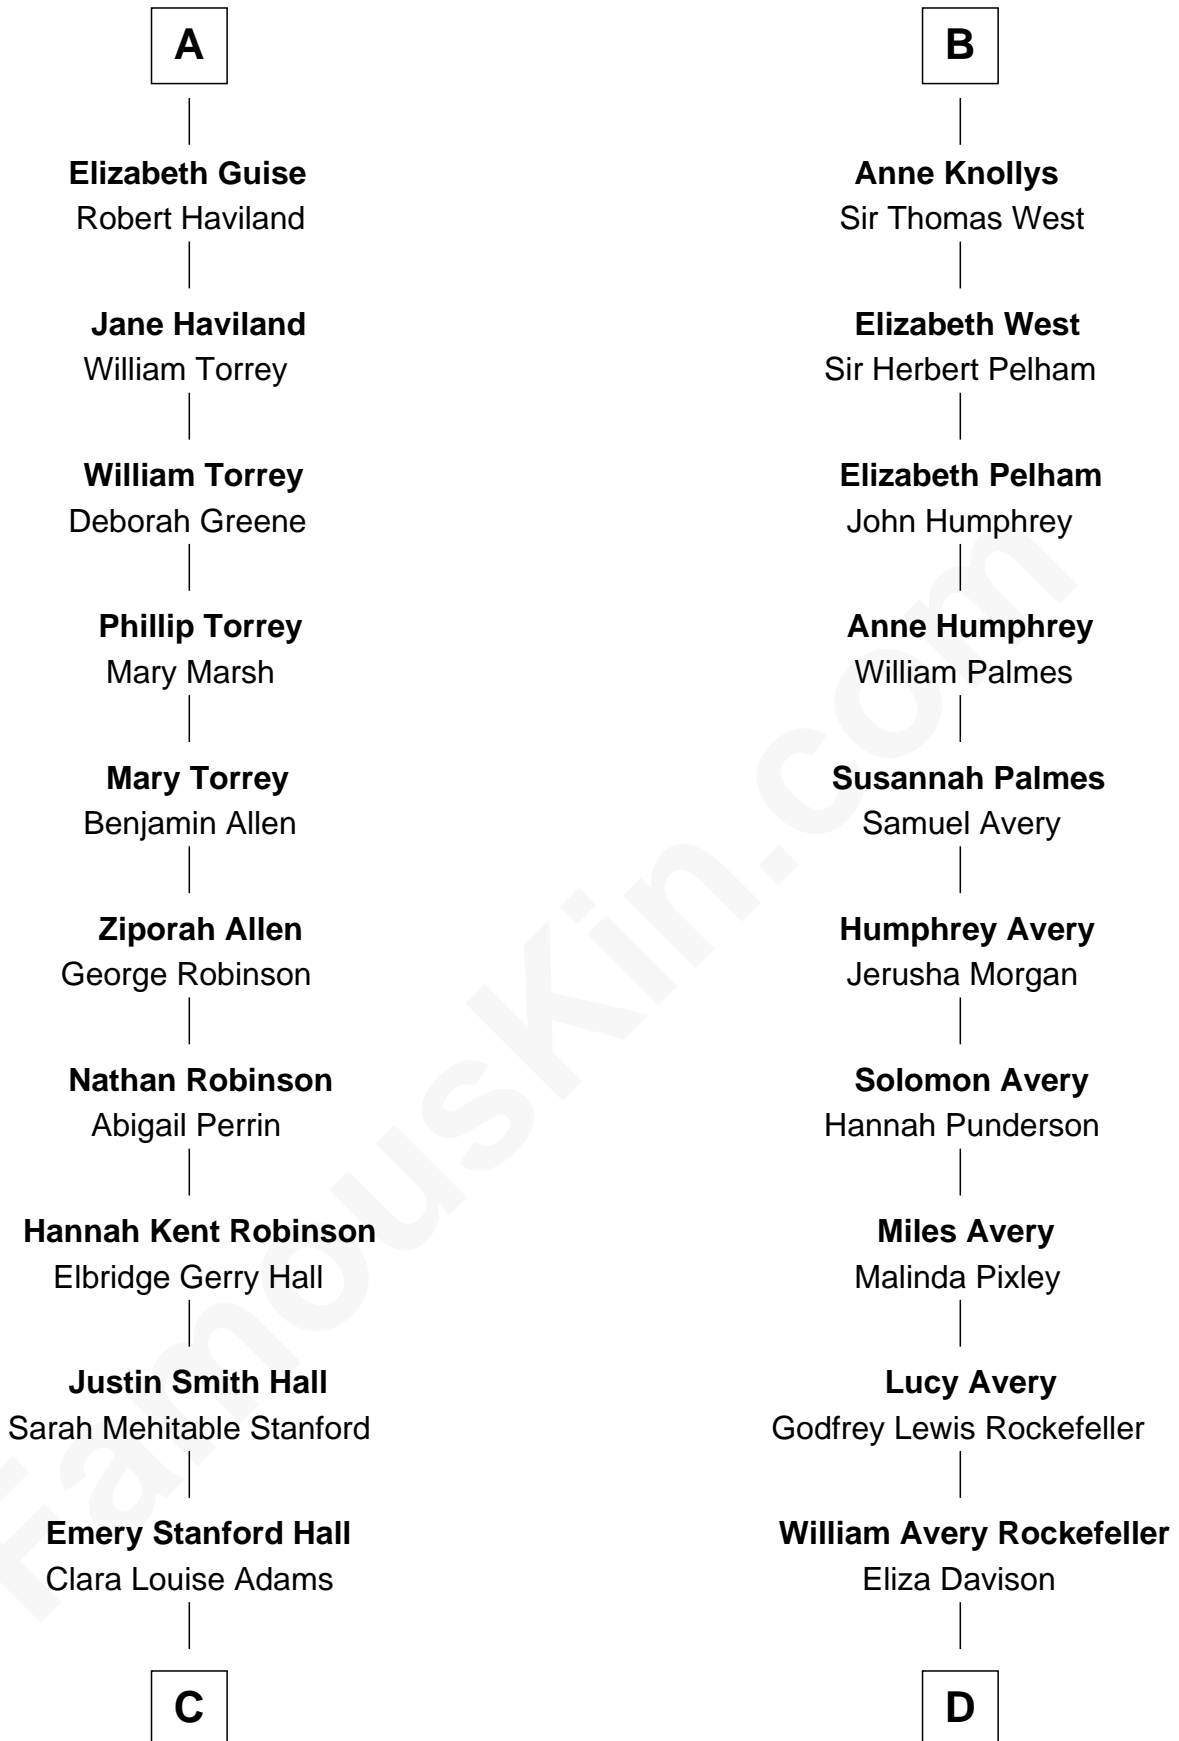 A
Elizabeth Guise
Robert Haviland
Jane Haviland
William Torrey
William Torrey
Deborah Greene
Phillip Torrey
Mary Marsh
Mary Torrey
Benjamin Allen
Ziporah Allen
George Robinson
Nathan Robinson
Abigail Perrin
Hannah Kent Robinson
Elbridge Gerry Hall
Justin Smith Hall
Sarah Mehitable Stanford
Emery Stanford Hall
Clara Louise Adams
C
B
Anne Knollys
Sir Thomas West
Elizabeth West
Sir Herbert Pelham
Elizabeth Pelham
John Humphrey
Anne Humphrey
William Palmes
Susannah Palmes
Samuel Avery
Humphrey Avery
Jerusha Morgan
Solomon Avery
Hannah Punderson
Miles Avery
Malinda Pixley
Lucy Avery
Godfrey Lewis Rockefeller
William Avery Rockefeller
Eliza Davison
D
FamousKin.com